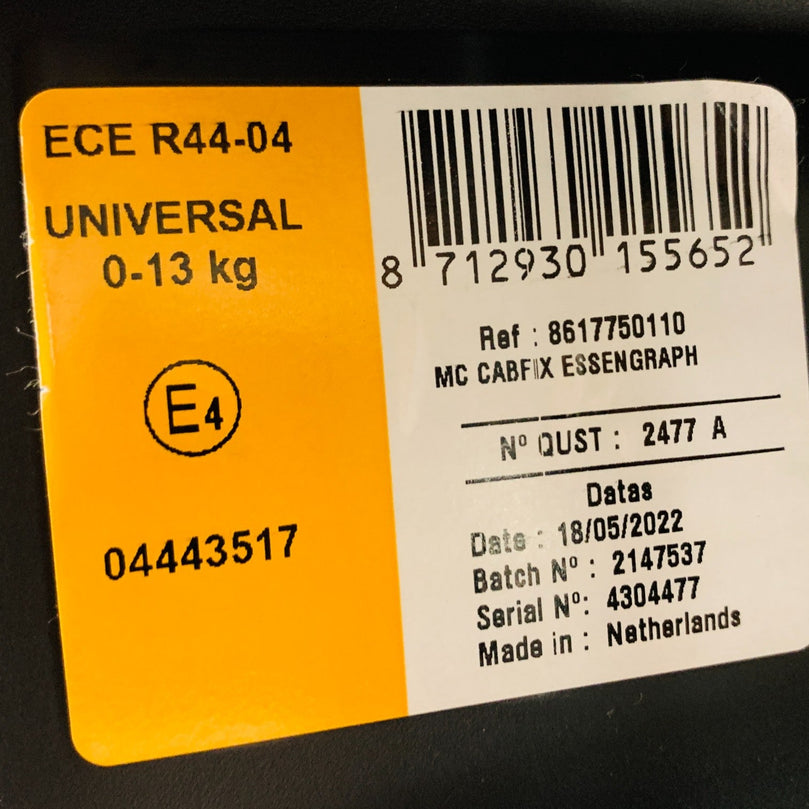 ECE R44-04
UNIVERSAL
0-13 kg
E4
04443517
8 712930 155652
Ref : 8617750110
MC CABFIX ESSENGRAPH
Nº QUST : 2477 A
Datas
Date : 18/05/2022
Batch Nº : 2147537
Serial Nº: 4304477
Made in : Netherlands